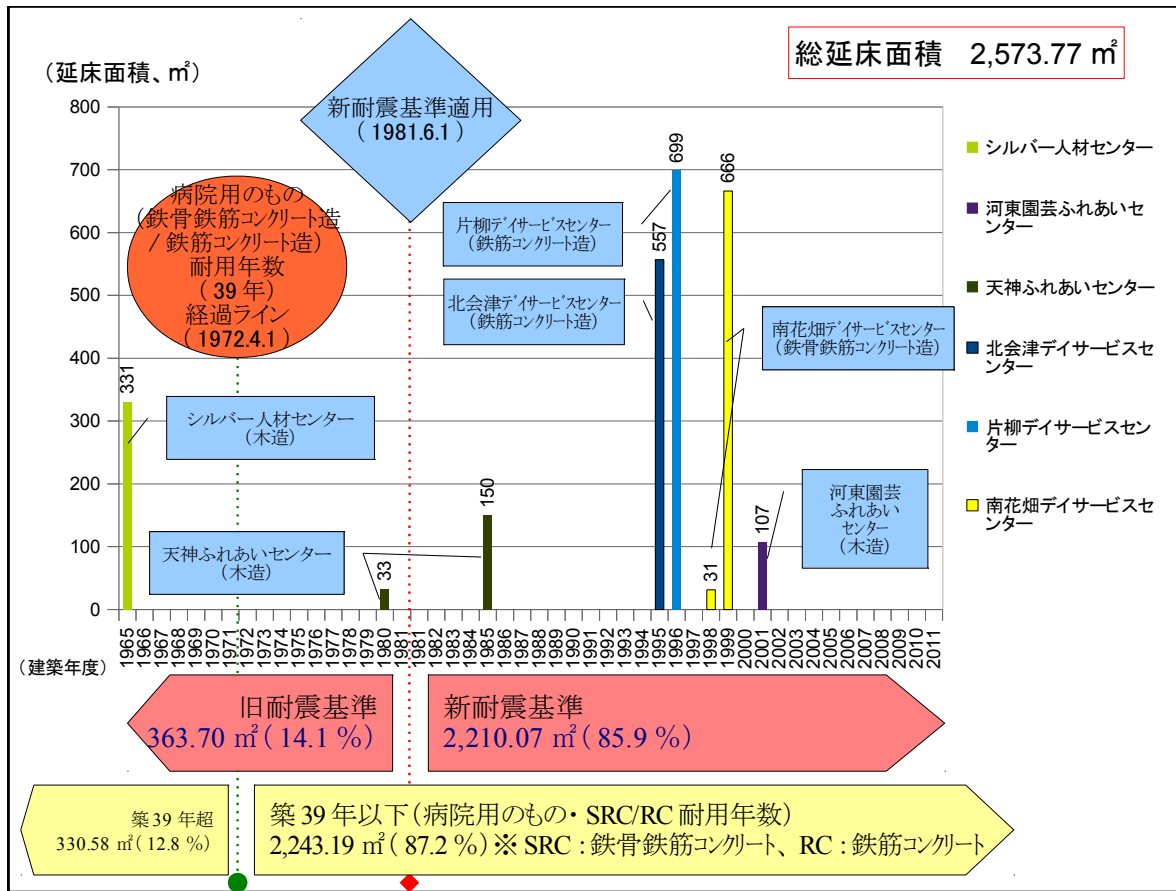 総延床面積　2,573.77 ㎡
(延床面積、㎡)
新耐震基準適用
( 1981.6.1)
病院用のもの
(鉄骨鉄筋コンクリート造
/ 鉄筋コンクリート造)
耐用年数
( 39 年)
経過ライン
( 1972.4.1)
800
700
600
500
400
300
200
100
0
331
33
150
557
699
31
666
107
シルバー人材センター
(木造)
天神ふれあいセンター
(木造)
片柳デイサービスセンター
(鉄筋コンクリート造)
北会津デイサービスセンター
(鉄筋コンクリート造)
南花畑デイサービスセンター
(鉄骨鉄筋コンクリート造)
河東園芸
ふれあい
センター
(木造)
シルバー人材センター
河東園芸ふれあいセ
ンター
天神ふれあいセンター
北会津デイサービスセ
ンター
片柳デイサービスセン
ター
南花畑デイサービスセ
ンター
1965 1966 1967 1968 1969 1970 1971 1972 1973 1974 1975 1976 1977 1978 1979 1980 1981 1981 1982 1983 1984 1985 1986 1987 1988 1989 1990 1991 1992 1993 1994 1995 1996 1997 1998 1999 2000 2001 2002 2003 2004 2005 2006 2007 2008 2009 2010 2011
(建築年度)
旧耐震基準
363.70 ㎡( 14.1 %)
新耐震基準
2,210.07 ㎡( 85.9 %)
築 39 年超
330.58 ㎡( 12.8 %)
築 39 年以下(病院用のもの・ SRC/RC 耐用年数)
2,243.19 ㎡( 87.2 %)※ SRC : 鉄骨鉄筋コンクリート、 RC : 鉄筋コンクリート